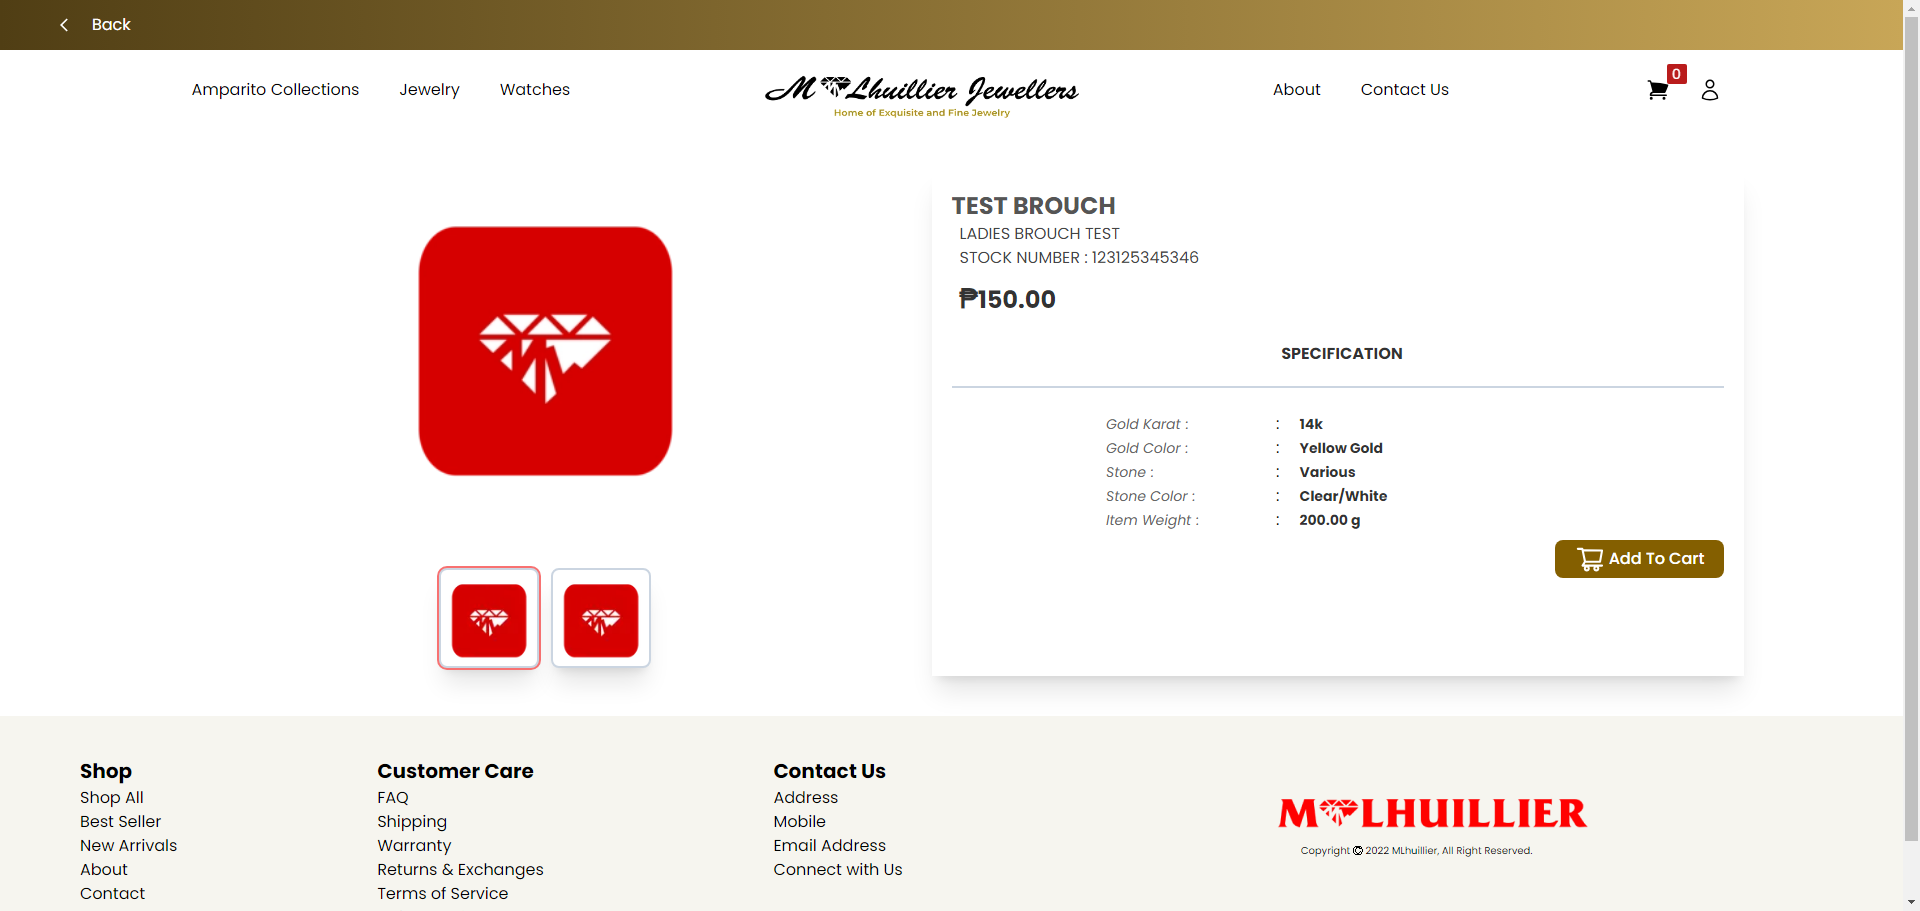 Back
Amparito Collections
Jewelry
Watches
M Lhuillier Jewellers
Home of Exquisite and Fine Jewelry
About
Contact Us
0
TEST BROUCH
LADIES BROUCH TEST
STOCK NUMBER : 123125345346
₱150.00
SPECIFICATION
Gold Karat : : 14k
Gold Color : : Yellow Gold
Stone : : Various
Stone Color : : Clear/White
Item Weight : : 200.00 g
Add To Cart
Shop
Shop All
Best Seller
New Arrivals
About
Contact
Customer Care
FAQ
Shipping
Warranty
Returns & Exchanges
Terms of Service
Contact Us
Address
Mobile
Email Address
Connect with Us
M LHUILLIER
Copyright © 2022 MLhuillier, All Right Reserved.